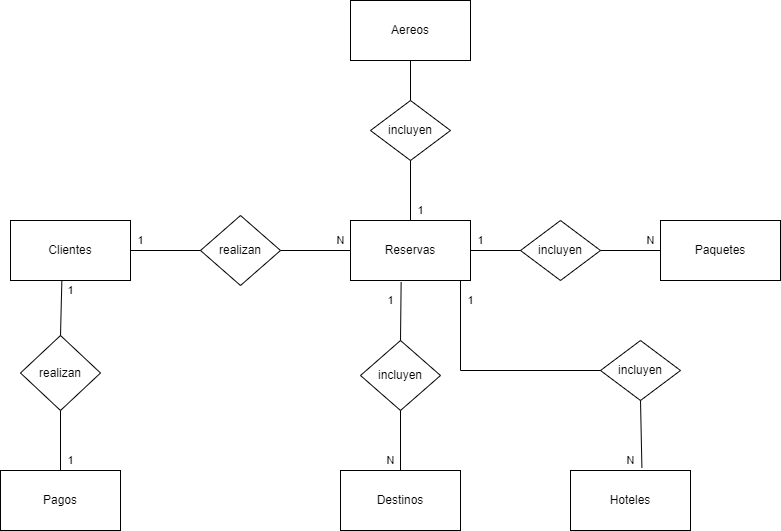 Aereos
incluyen
1
Clientes
1
realizan
N
Reservas
1
incluyen
N
Paquetes
1
1
1
realizan
incluyen
incluyen
1
N
N
Pagos
Destinos
Hoteles